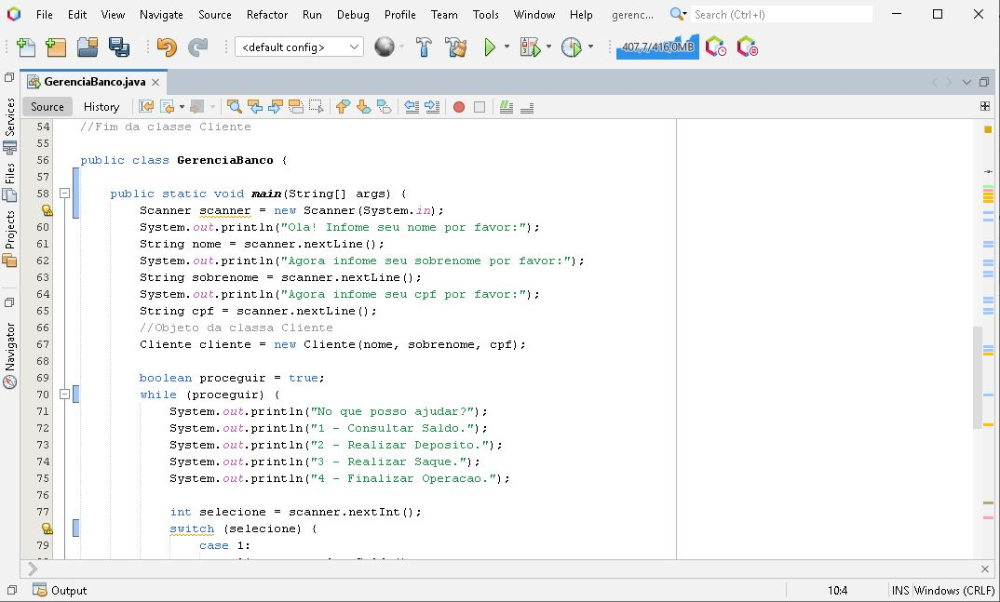 File Edit View Navigate Source Refactor Run Debug Profile Team Tools Window Help gerenc... Search (Ctrl+I)
<default config> 407,7/416,0MB
GerenciaBanco.java
Source History
Services
Files
Projects
Navigator
54 //Fim da classe Cliente
55
56 public class GerenciaBanco {
57
58 public static void main(String[] args) {
Scanner scanner = new Scanner(System.in);
60 System.out.println("Ola! Infome seu nome por favor:");
61 String nome = scanner.nextLine();
62 System.out.println("Agora infome seu sobrenome por favor:");
63 String sobrenome = scanner.nextLine();
64 System.out.println("Agora infome seu cpf por favor:");
65 String cpf = scanner.nextLine();
66 //Objeto da classa Cliente
67 Cliente cliente = new Cliente(nome, sobrenome, cpf);
68
69 boolean proceguir = true;
70 while (proceguir) {
71 System.out.println("No que posso ajudar?");
72 System.out.println("1 - Consultar Saldo.");
73 System.out.println("2 - Realizar Deposito.");
74 System.out.println("3 - Realizar Saque.");
75 System.out.println("4 - Finalizar Operacao.");
76
77 int selecione = scanner.nextInt();
switch (selecione) {
79 case 1:
Output 10:4 INS Windows (CRLF)